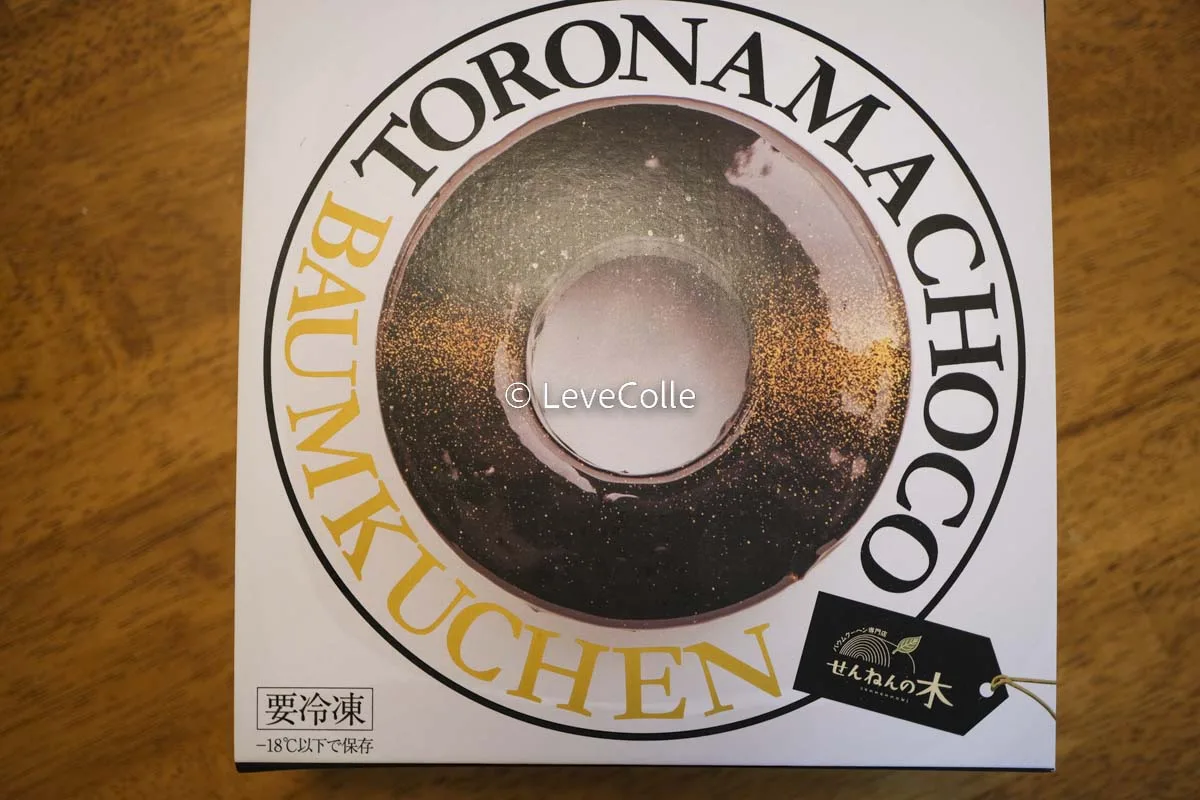 TORONAMACHOCO
BAUMKUCHEN
© LeveColle
バウムクーヘン専門店
せんねんの木
要冷凍
−18℃以下で保存